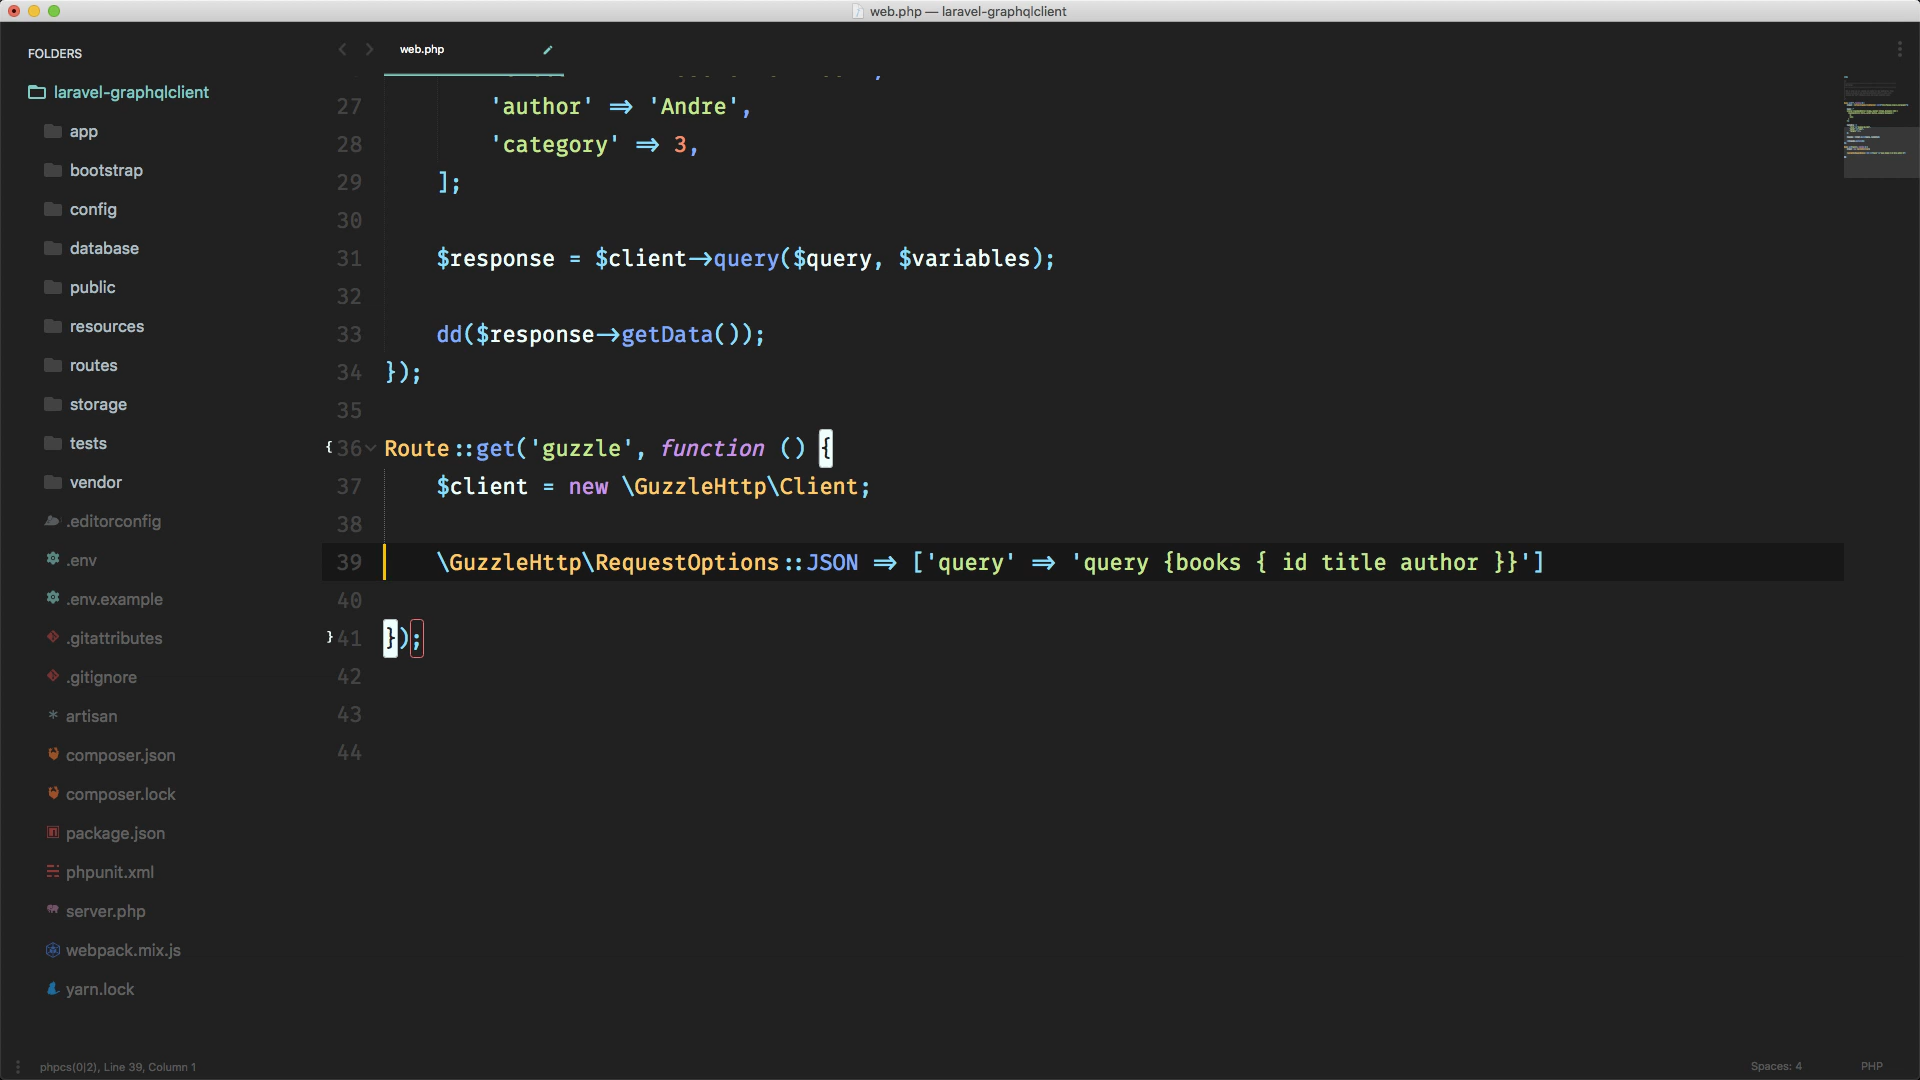 web.php — laravel-graphqlclient
FOLDERS
laravel-graphqlclient
app
bootstrap
config
database
public
resources
routes
storage
tests
vendor
.editorconfig
.env
.env.example
.gitattributes
.gitignore
artisan
composer.json
composer.lock
package.json
phpunit.xml
server.php
webpack.mix.js
yarn.lock
web.php
27 'author' => 'Andre',
28 'category' => 3,
29 ];
30
31 $response = $client->query($query, $variables);
32
33 dd($response->getData());
34 });
35
{ 36 Route::get('guzzle', function () {
37 $client = new \GuzzleHttp\Client;
38
39 \GuzzleHttp\RequestOptions::JSON => ['query' => 'query {books { id title author }}']
40
} 41 });
42
43
44
phpcs(0|2), Line 39, Column 1
Spaces: 4
PHP